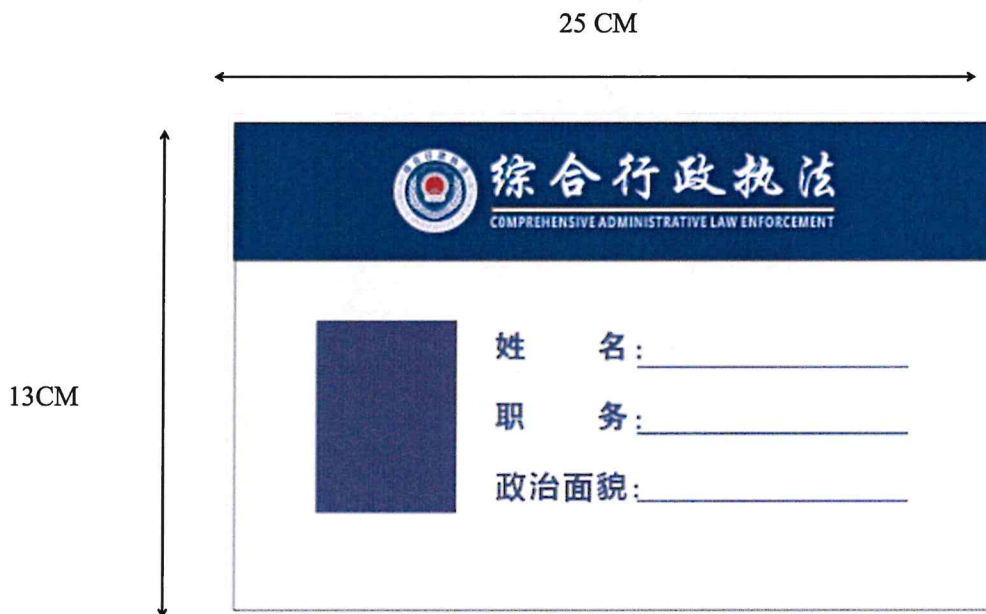 25 CM
综合行政执法
COMPREHENSIVE ADMINISTRATIVE LAW ENFORCEMENT
姓 名:
13CM
职 务:
政治面貌: